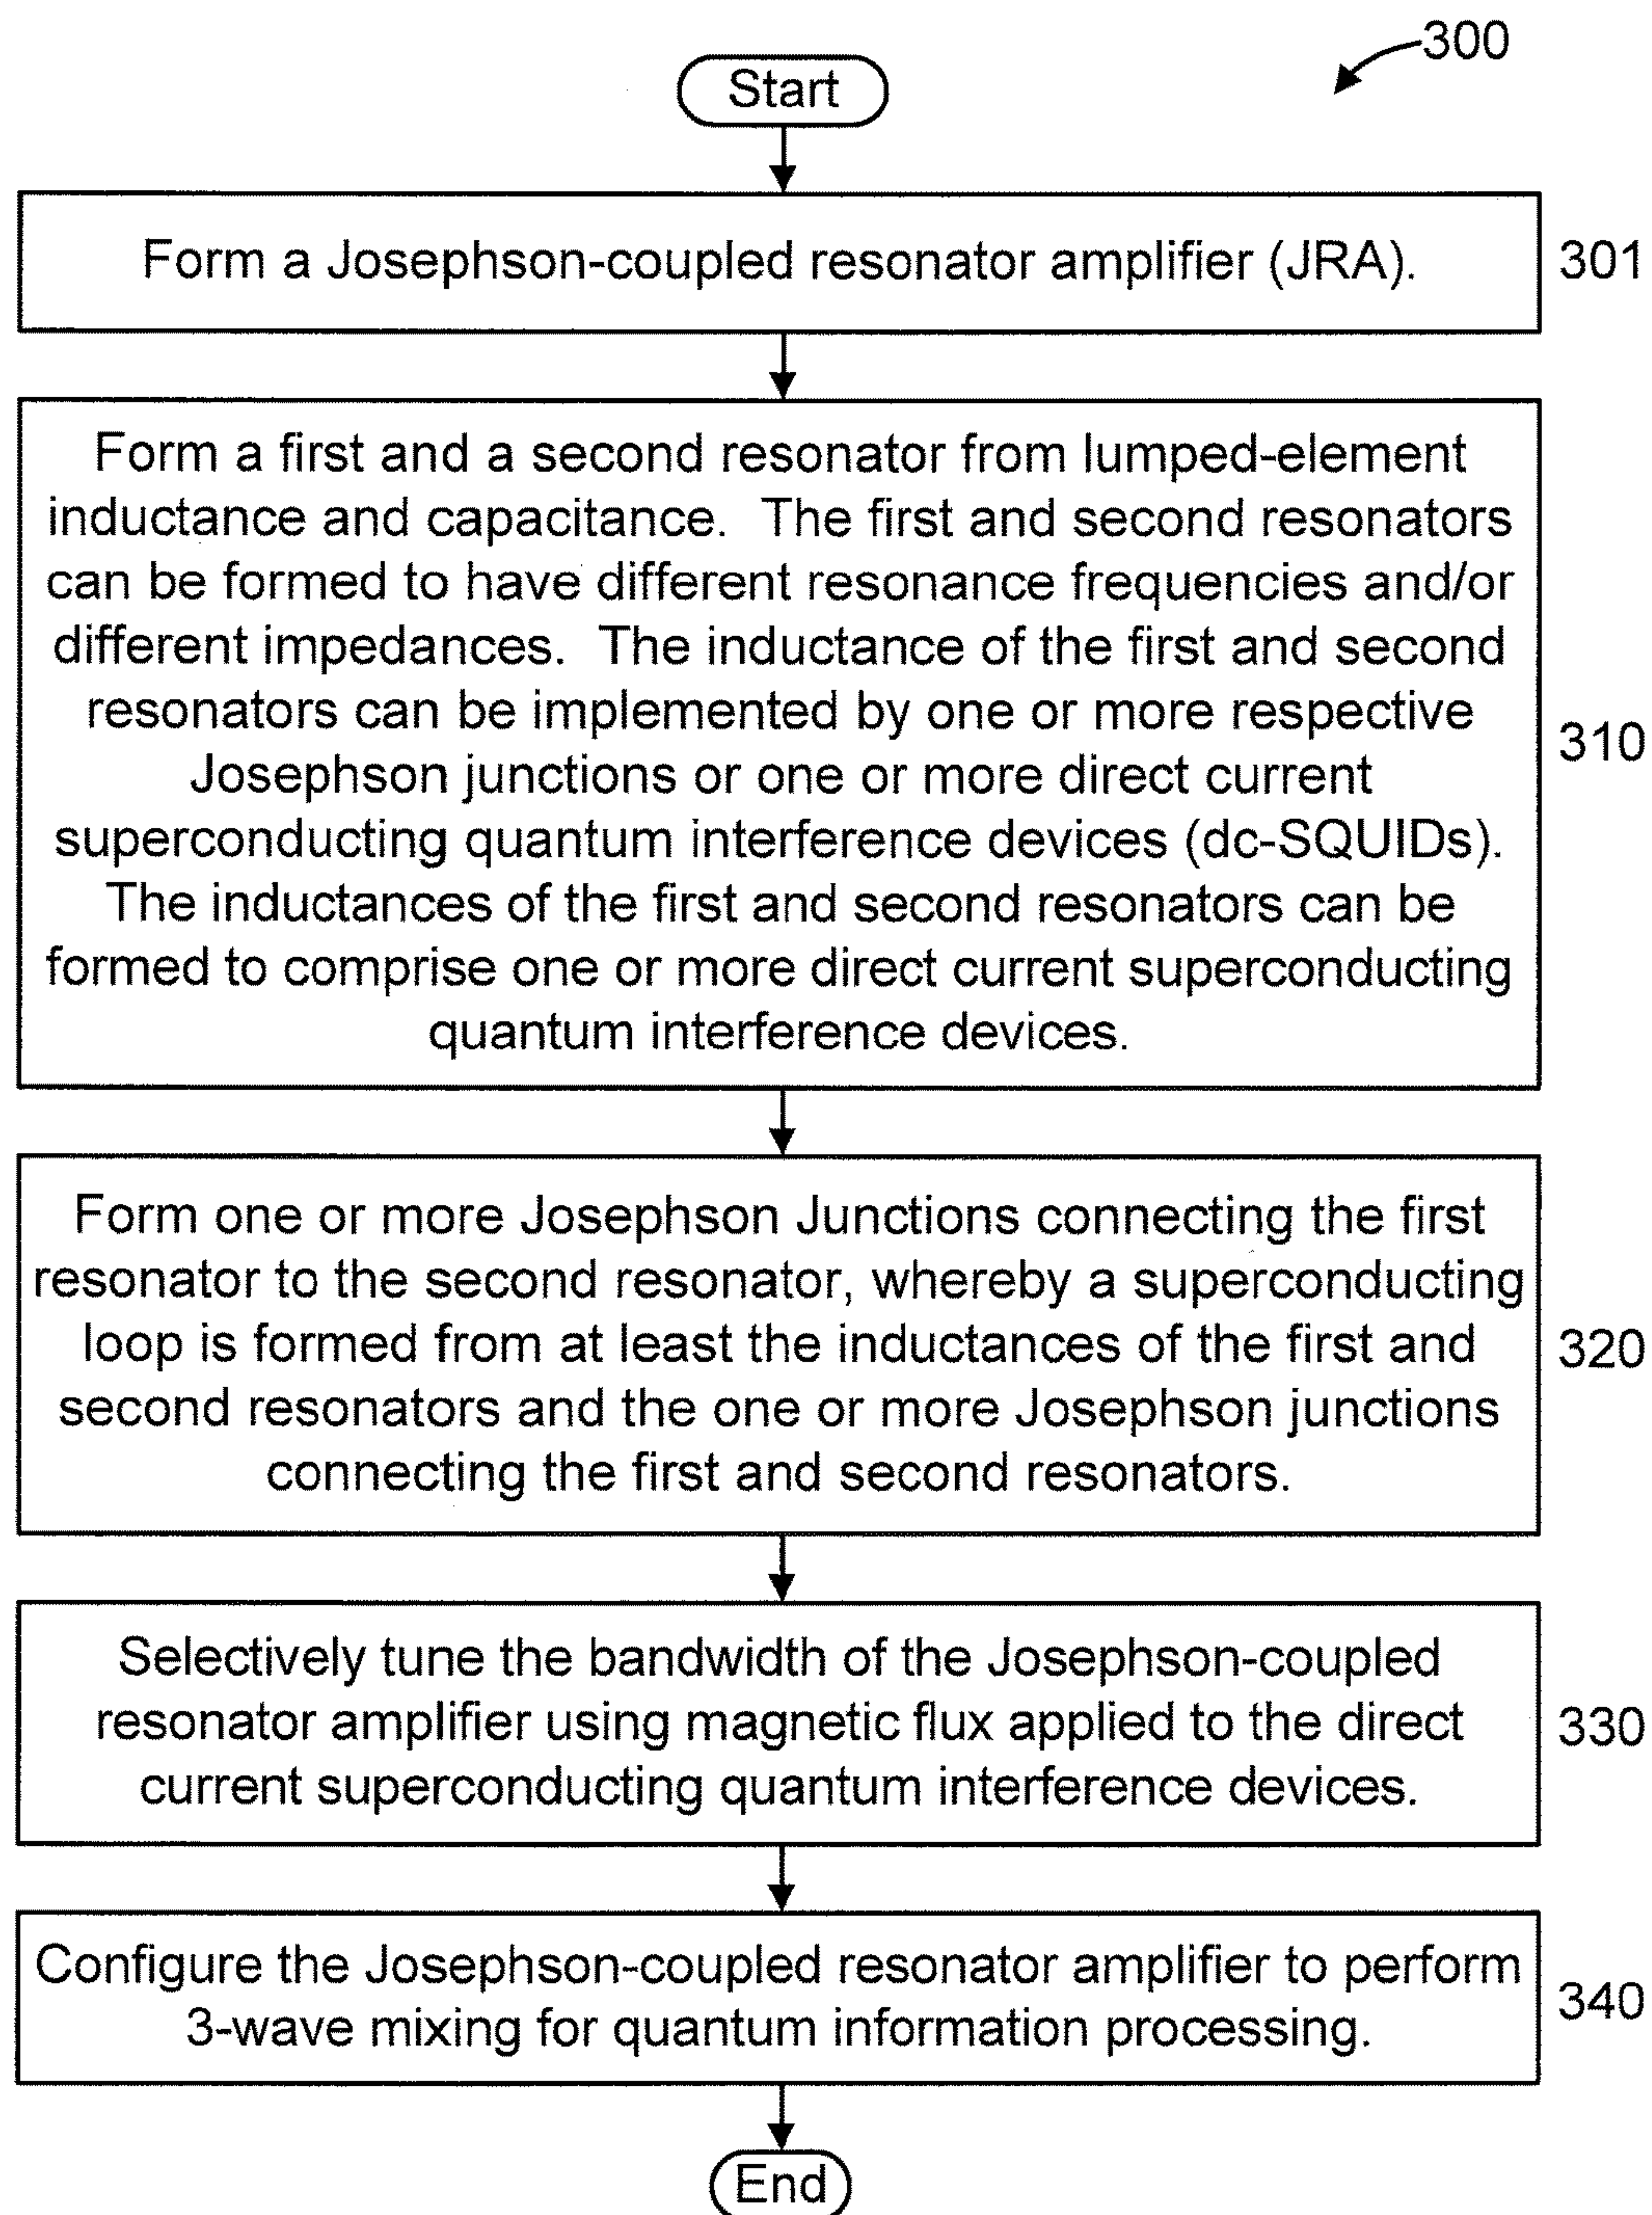 300
Start
Form a Josephson-coupled resonator amplifier (JRA).
301
Form a first and a second resonator from lumped-element
inductance and capacitance. The first and second resonators
can be formed to have different resonance frequencies and/or
different impedances. The inductance of the first and second
resonators can be implemented by one or more respective
Josephson junctions or one or more direct current
superconducting quantum interference devices (dc-SQUIDs).
The inductances of the first and second resonators can be
formed to comprise one or more direct current superconducting
quantum interference devices.
310
Form one or more Josephson Junctions connecting the first
resonator to the second resonator, whereby a superconducting
loop is formed from at least the inductances of the first and
second resonators and the one or more Josephson junctions
connecting the first and second resonators.
320
Selectively tune the bandwidth of the Josephson-coupled
resonator amplifier using magnetic flux applied to the direct
current superconducting quantum interference devices.
330
Configure the Josephson-coupled resonator amplifier to perform
3-wave mixing for quantum information processing.
340
End